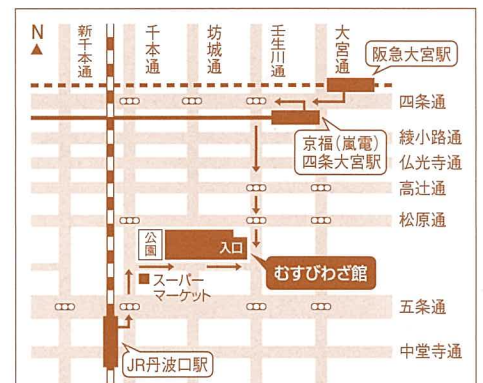 N
新千本通
千本通
坊城通
壬生川通
大宮通
阪急大宮駅
四条通
京福(嵐電)
四条大宮駅
綾小路通
仏光寺通
高辻通
松原通
公園
入口
むすびわざ館
スーパー
マーケット
五条通
JR丹波口駅
中堂寺通